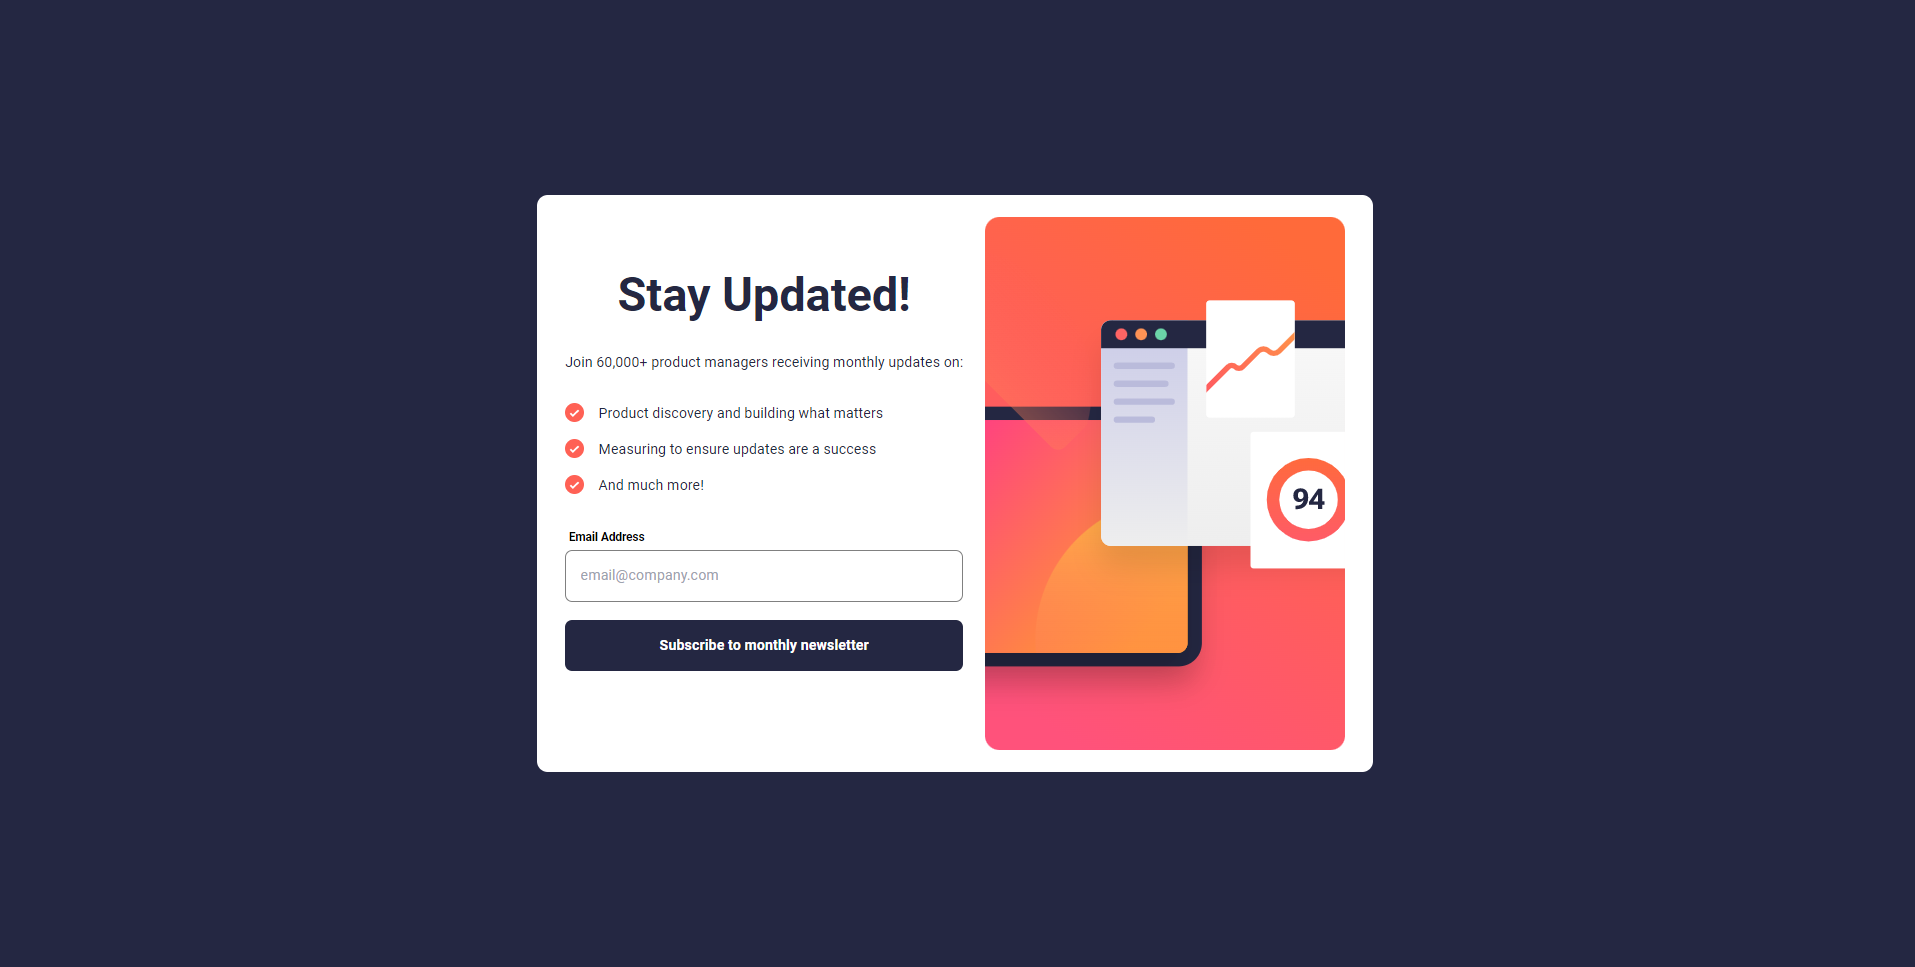 Stay Updated!
Join 60,000+ product managers receiving monthly updates on:
Product discovery and building what matters
Measuring to ensure updates are a success
And much more!
Email Address
email@company.com
Subscribe to monthly newsletter
94